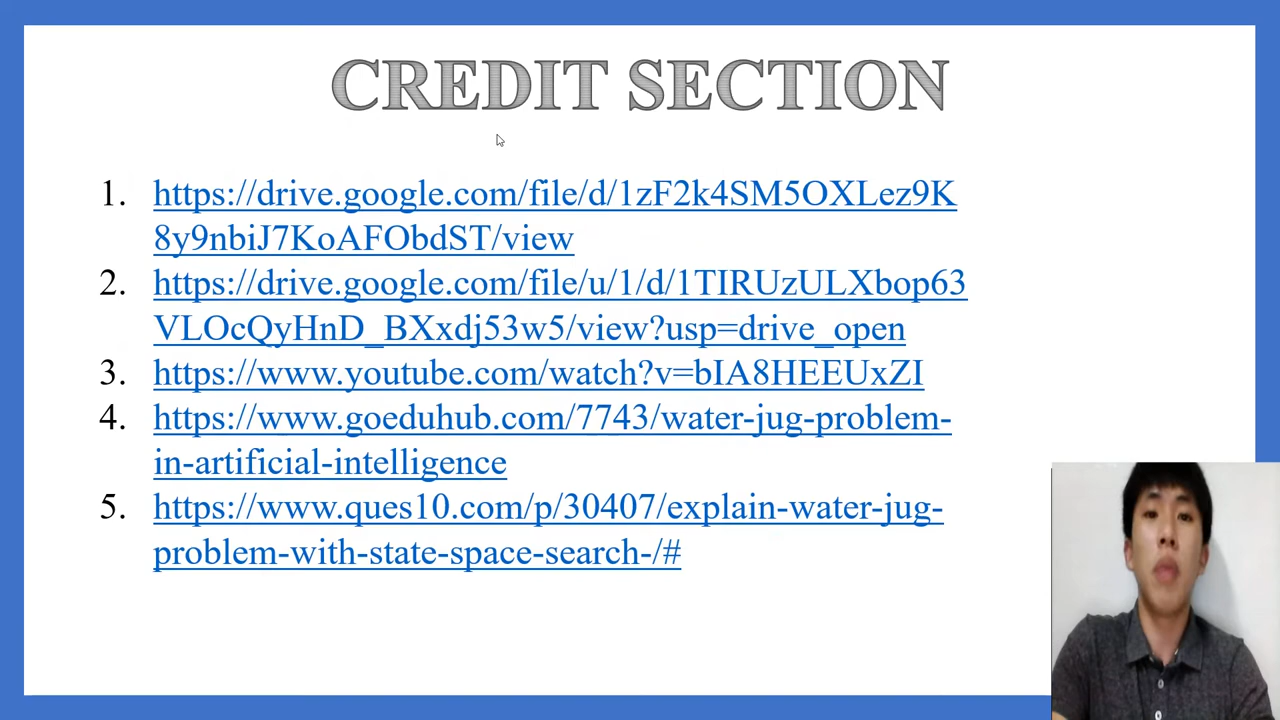 CREDIT SECTION
1. https://drive.google.com/file/d/1zF2k4SM5OXLez9K
8y9nbiJ7KoAFObdST/view
2. https://drive.google.com/file/u/1/d/1TIRUzULXbop63
VLOcQyHnD_BXxdj53w5/view?usp=drive_open
3. https://www.youtube.com/watch?v=bIA8HEEUxZI
4. https://www.goeduhub.com/7743/water-jug-problem-
in-artificial-intelligence
5. https://www.ques10.com/p/30407/explain-water-jug-
problem-with-state-space-search-/#